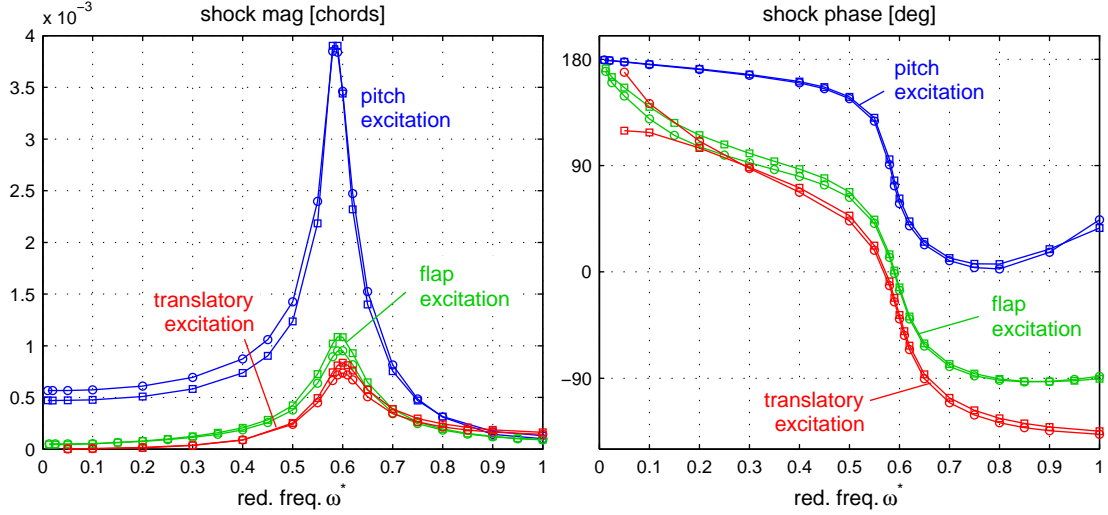 shock mag [chords]
x 10⁻³
4
3.5
3
2.5
2
1.5
1
0.5
0
pitch
excitation
flap
excitation
translatory
excitation
0 0.1 0.2 0.3 0.4 0.5 0.6 0.7 0.8 0.9 1
red. freq. ω*
shock phase [deg]
180
90
0
−90
pitch
excitation
flap
excitation
translatory
excitation
0 0.1 0.2 0.3 0.4 0.5 0.6 0.7 0.8 0.9 1
red. freq. ω*